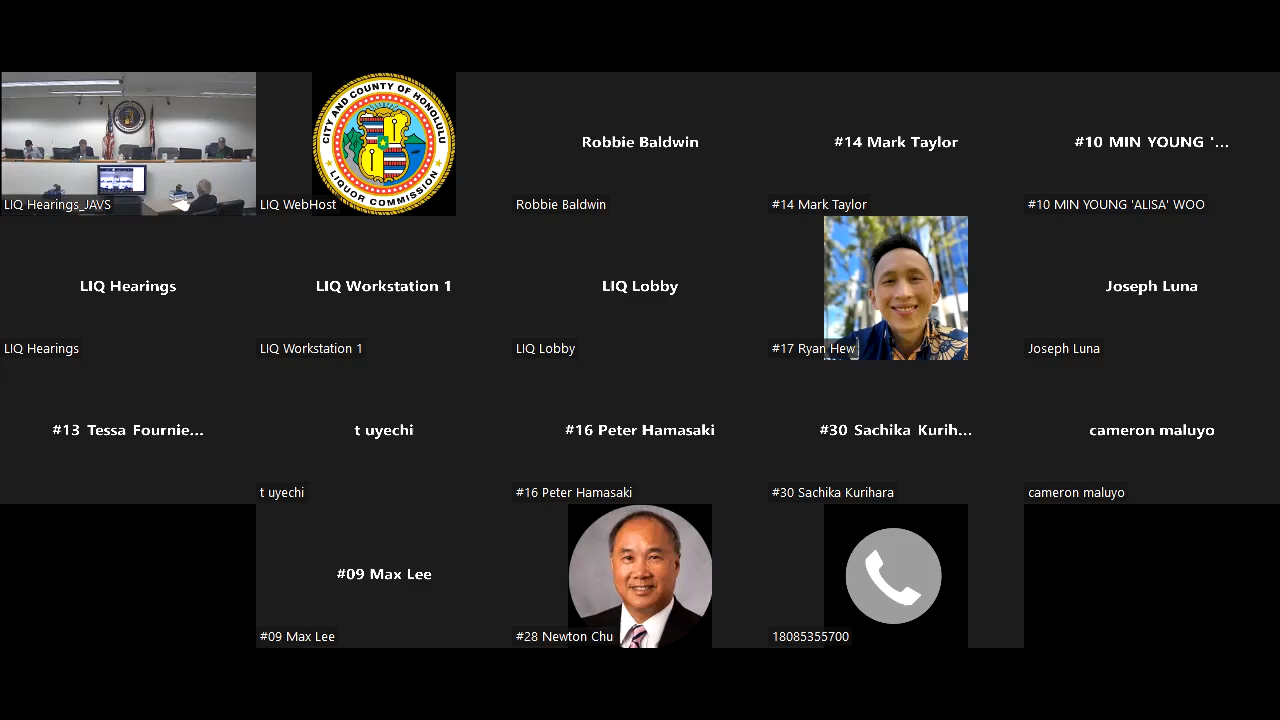 LIQ Hearings_JAVS
CITY AND COUNTY OF HONOLULU
LIQUOR COMMISSION
LIQ WebHost
Robbie Baldwin
Robbie Baldwin
#14 Mark Taylor
#14 Mark Taylor
#10 MIN YOUNG '...
#10 MIN YOUNG 'ALISA' WOO
LIQ Hearings
LIQ Hearings
LIQ Workstation 1
LIQ Workstation 1
LIQ Lobby
LIQ Lobby
#17 Ryan Hew
Joseph Luna
Joseph Luna
#13 Tessa Fournie...
t uyechi
t uyechi
#16 Peter Hamasaki
#16 Peter Hamasaki
#30 Sachika Kurih...
#30 Sachika Kurihara
cameron maluyo
cameron maluyo
#09 Max Lee
#09 Max Lee
#28 Newton Chu
18085355700